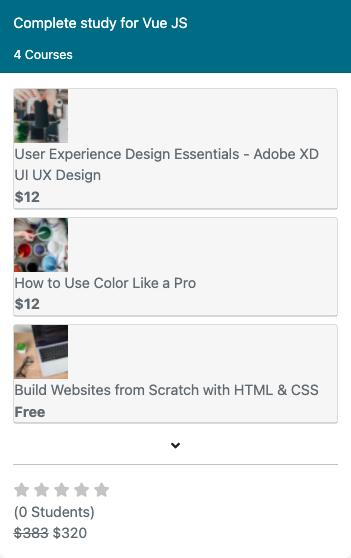 Complete study for Vue JS
4 Courses
User Experience Design Essentials - Adobe XD
UI UX Design
$12
How to Use Color Like a Pro
$12
Build Websites from Scratch with HTML & CSS
Free
(0 Students)
$383 $320